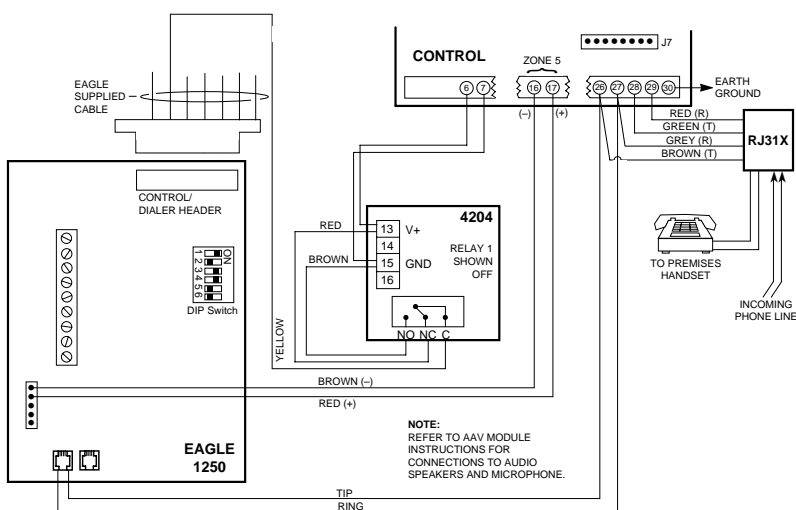 CONTROL
ZONE 5
J7
6 7
16 17
26 27 28 29 30
EARTH
GROUND
(–) (+)
EAGLE
SUPPLIED
CABLE
RED (R)
GREEN (T)
GREY (R)
BROWN (T)
RJ31X
CONTROL/
DIALER HEADER
ON
1 2 3 4 5 6
DIP Switch
4204
RED
13 V+
14
BROWN
15 GND
16
RELAY 1
SHOWN
OFF
NO NC C
YELLOW
TO PREMISES
HANDSET
INCOMING
PHONE LINE
BROWN (–)
RED (+)
NOTE:
REFER TO AAV MODULE
INSTRUCTIONS FOR
CONNECTIONS TO AUDIO
SPEAKERS AND MICROPHONE.
EAGLE
1250
TIP
RING